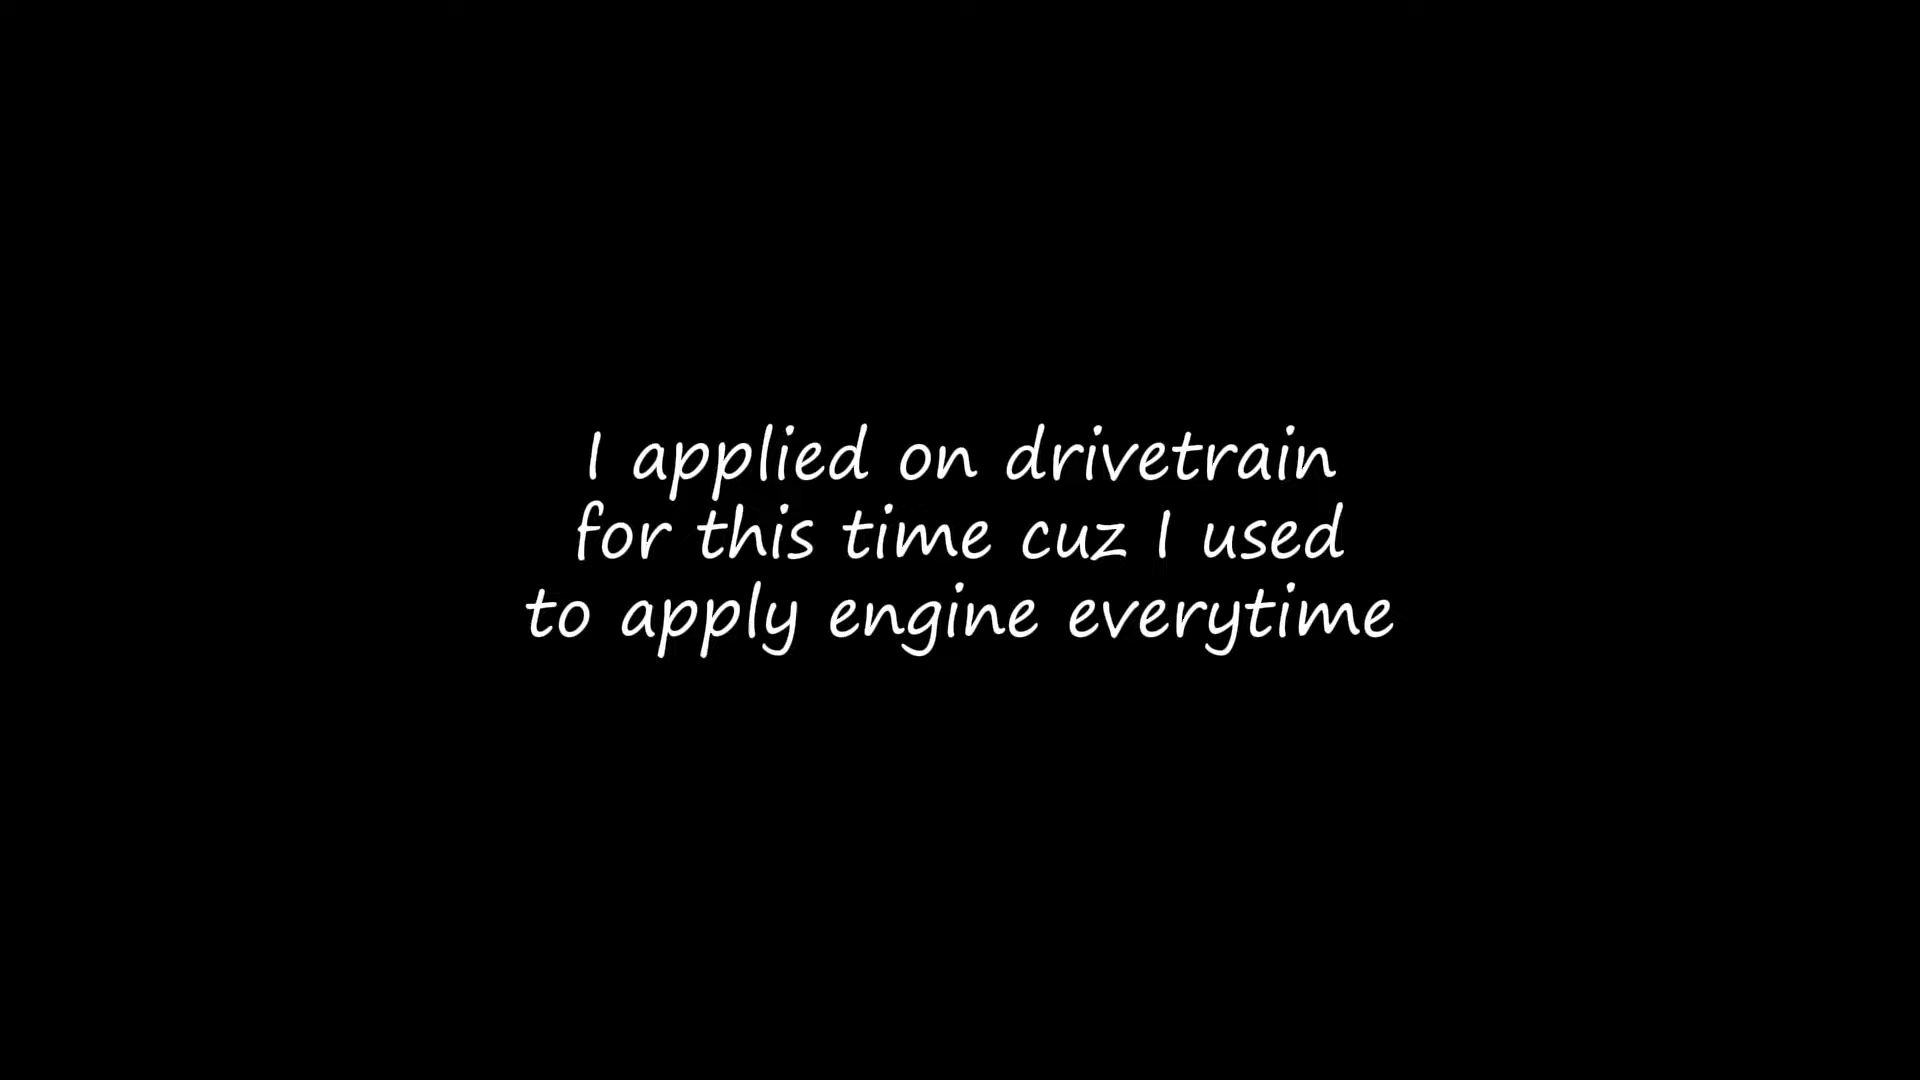 I applied on drivetrain
for this time cuz I used
to apply engine everytime